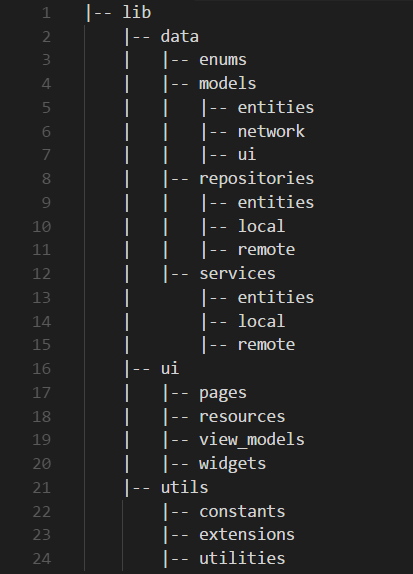 1 |-- lib
2     |-- data
3     |   |-- enums
4     |   |-- models
5     |   |   |-- entities
6     |   |   |-- network
7     |   |   |-- ui
8     |   |-- repositories
9     |   |   |-- entities
10     |   |   |-- local
11     |   |   |-- remote
12     |   |-- services
13     |       |-- entities
14     |       |-- local
15     |       |-- remote
16     |-- ui
17     |   |-- pages
18     |   |-- resources
19     |   |-- view_models
20     |   |-- widgets
21     |-- utils
22         |-- constants
23         |-- extensions
24         |-- utilities